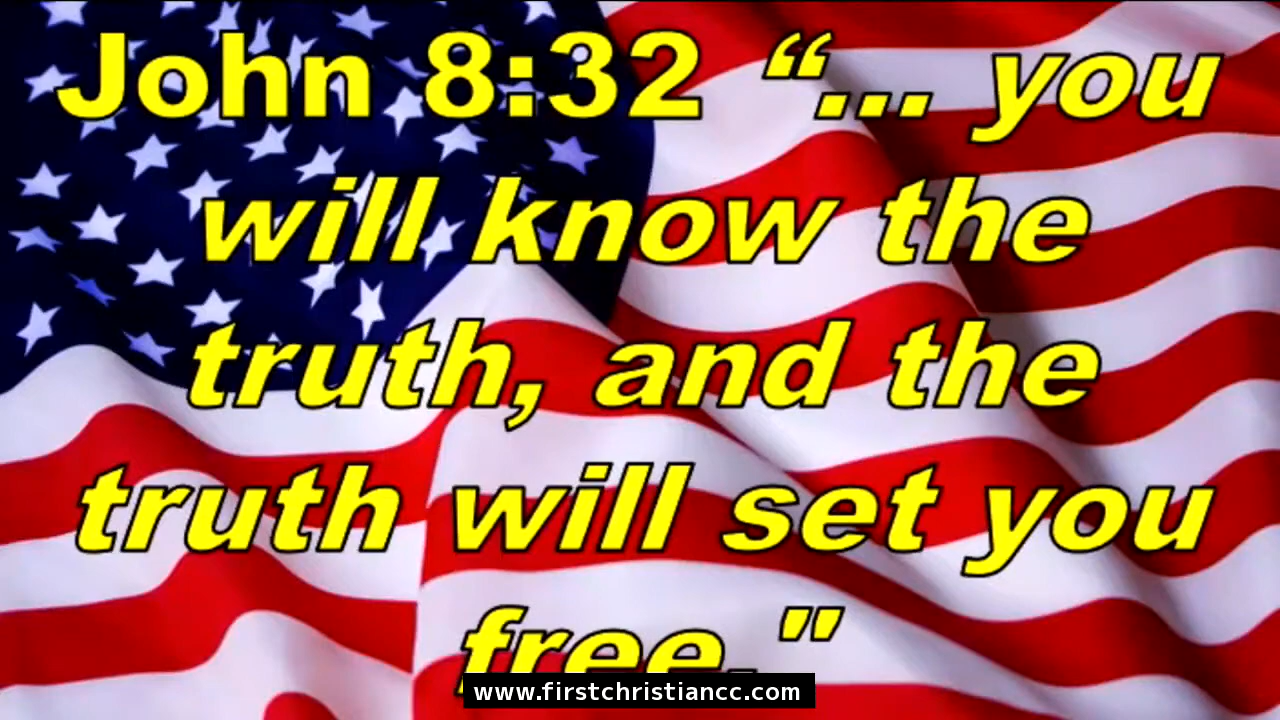 John 8:32 “... you
will know the
truth, and the
truth will set you
free."
www.firstchristiancc.com